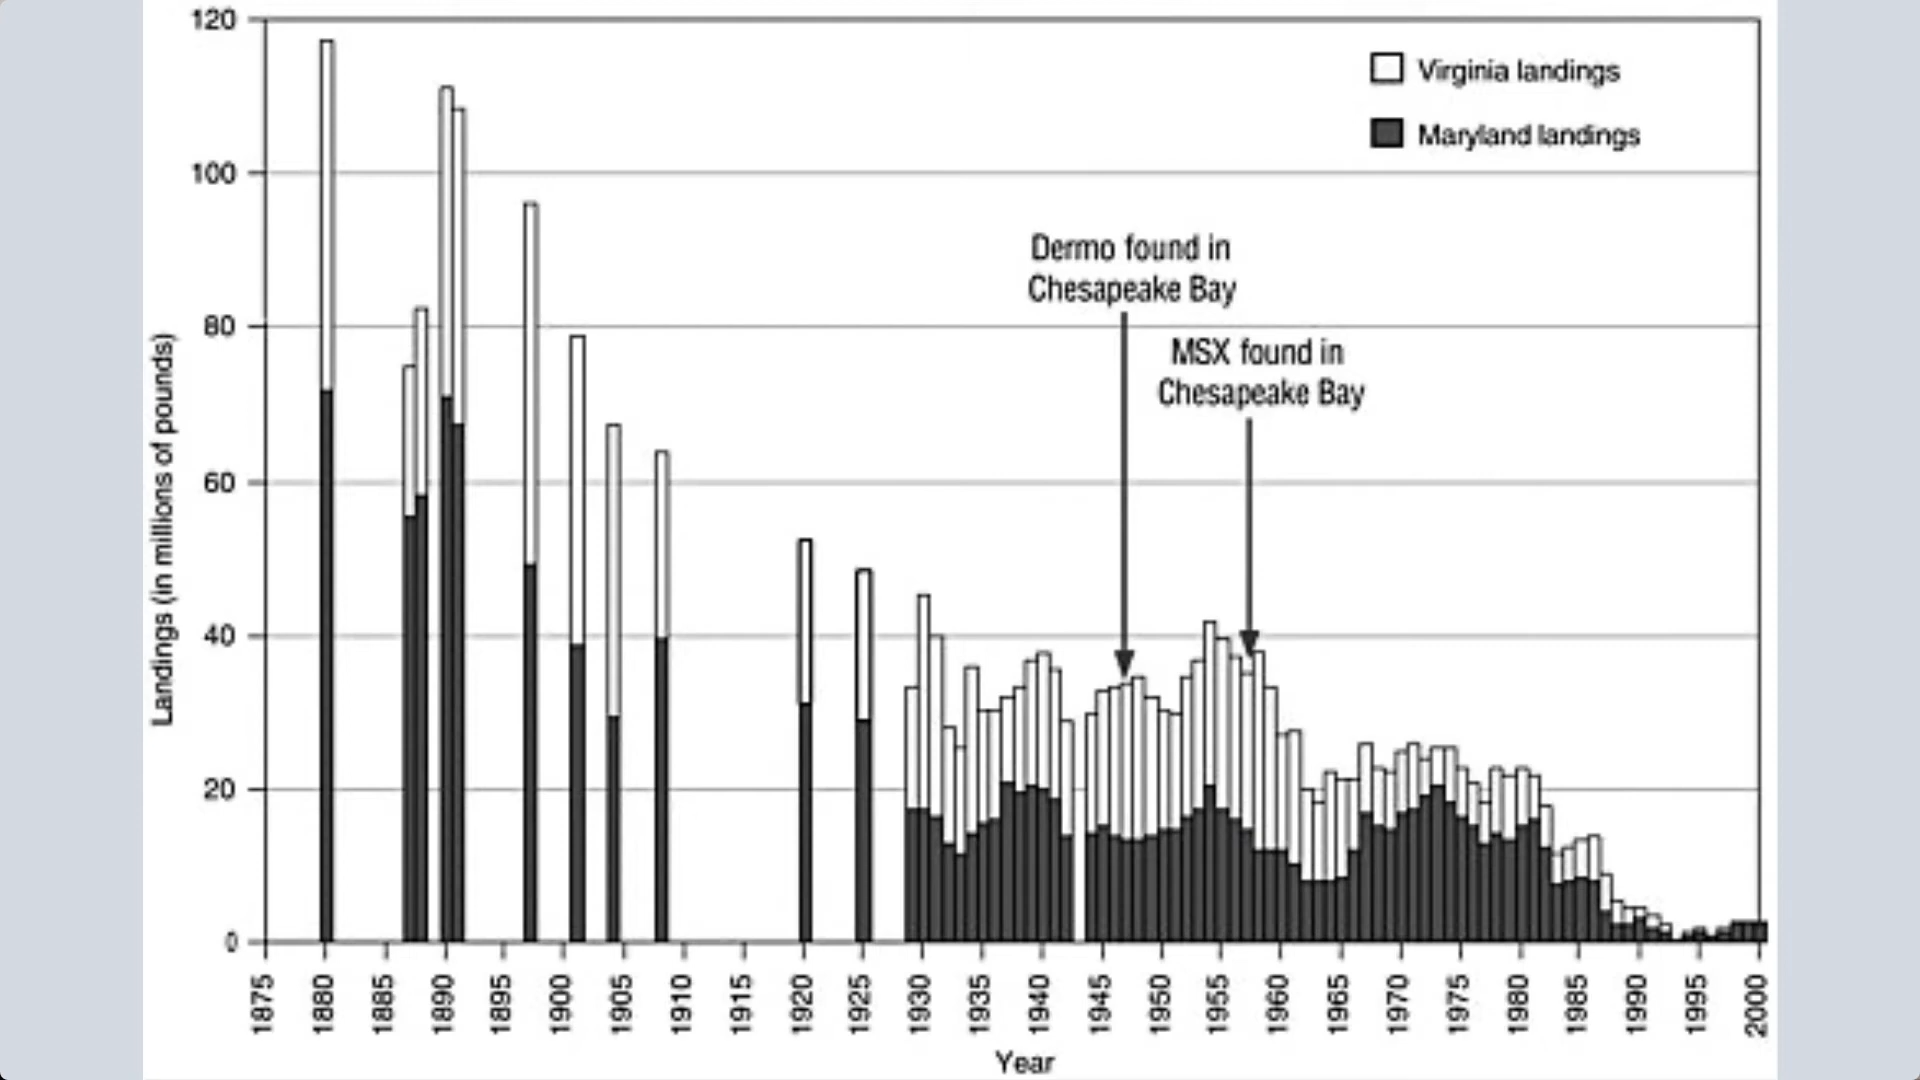 120
Virginia landings
Maryland landings
100
Dermo found in
Chesapeake Bay
80
MSX found in
Chesapeake Bay
60
40
20
0
Landings (in millions of pounds)
1875 1880 1885 1890 1895 1900 1905 1910 1915 1920 1925 1930 1935 1940 1945 1950 1955 1960 1965 1970 1975 1980 1985 1990 1995 2000
Year